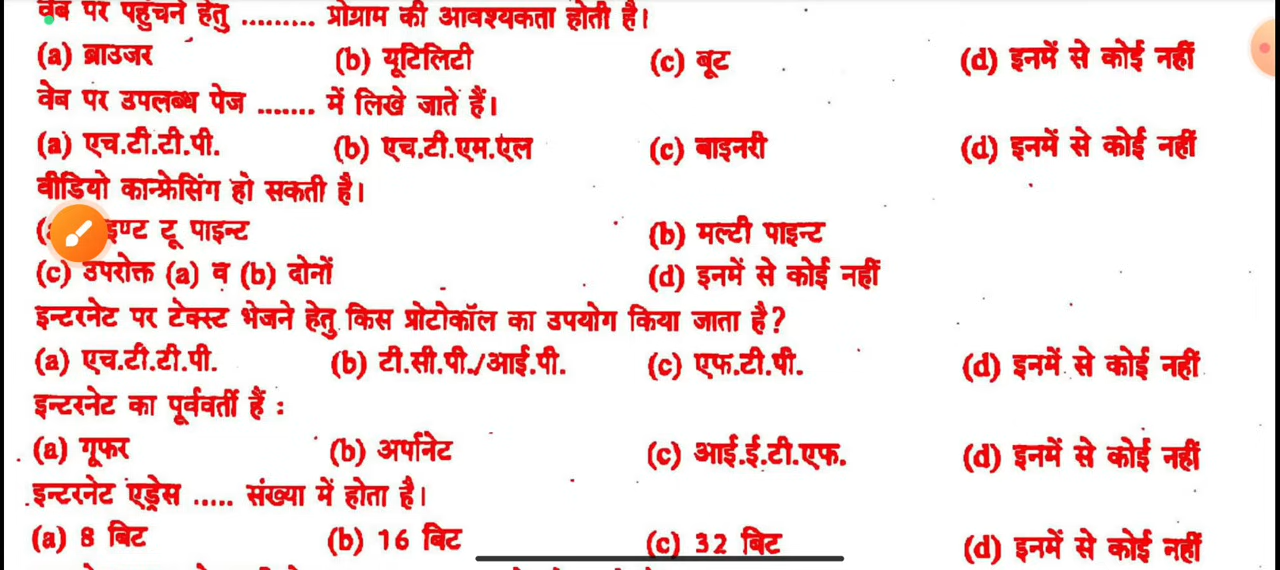 वेब पर पहुंचने हेतु ......... प्रोग्राम की आवश्यकता होती है।
(a) ब्राउजर (b) यूटिलिटी (c) बूट (d) इनमें से कोई नहीं
वेब पर उपलब्ध पेज ....... में लिखे जाते हैं।
(a) एच.टी.टी.पी. (b) एच.टी.एम.एल (c) बाइनरी (d) इनमें से कोई नहीं
वीडियो कान्फ्रेसिंग हो सकती है।
टू पाइन्ट (b) मल्टी पाइन्ट
(c) उपरोक्त (a) व (b) दोनों (d) इनमें से कोई नहीं
इन्टरनेट पर टेक्स्ट भेजने हेतु किस प्रोटोकॉल का उपयोग किया जाता है?
(a) एच.टी.टी.पी. (b) टी.सी.पी./आई.पी. (c) एफ.टी.पी. (d) इनमें से कोई नहीं
इन्टरनेट का पूर्ववर्ती हैं :
(a) गूफर (b) अर्पानेट (c) आई.ई.टी.एफ. (d) इनमें से कोई नहीं
इन्टरनेट एड्रेस ..... संख्या में होता है।
(a) 8 बिट (b) 16 बिट (c) 32 बिट (d) इनमें से कोई नहीं